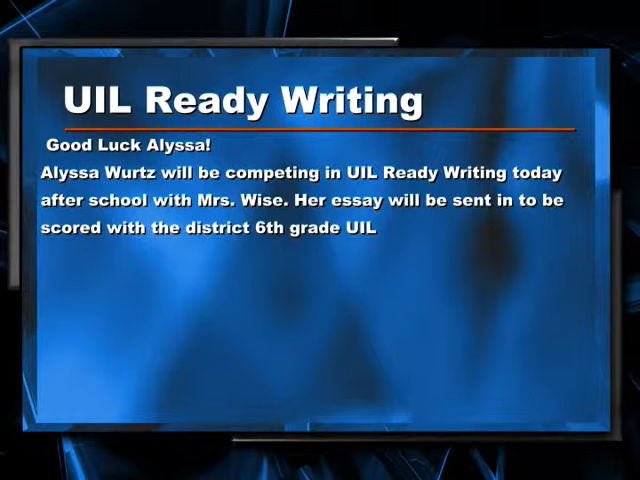 UIL Ready Writing
Good Luck Alyssa!
Alyssa Wurtz will be competing in UIL Ready Writing today
after school with Mrs. Wise. Her essay will be sent in to be
scored with the district 6th grade UIL